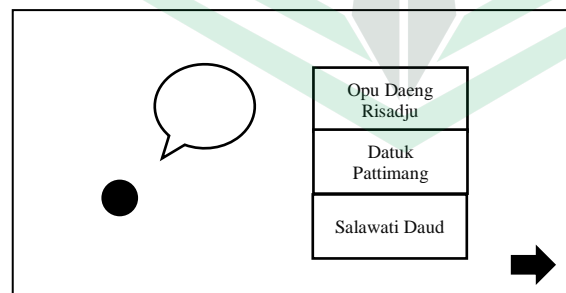 Opu Daeng
Risadju
Datuk
Pattimang
Salawati Daud